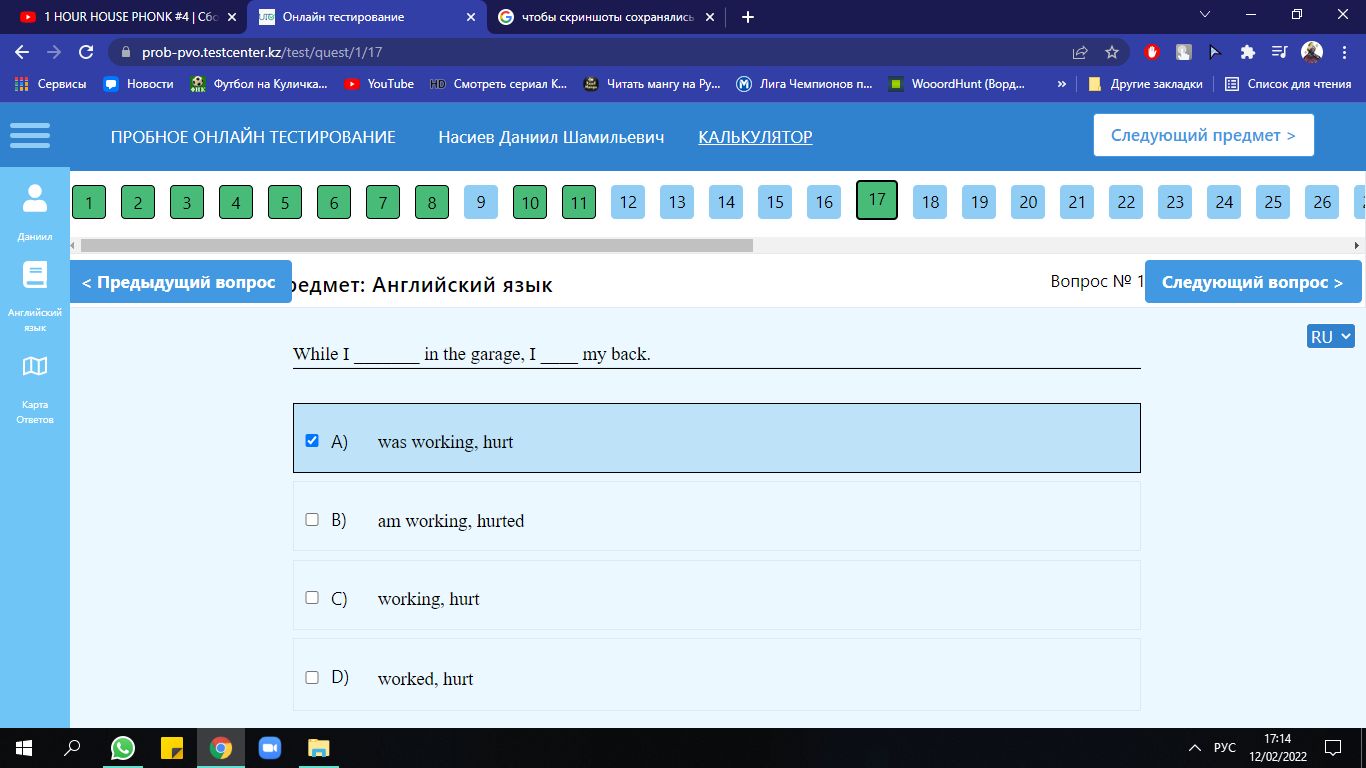 1 HOUR HOUSE PHONK #4 | Сбо
Онлайн тестирование
чтобы скриншоты сохранялись
prob-pvo.testcenter.kz/test/quest/1/17
Сервисы
Новости
Футбол на Куличка...
YouTube
HD Смотреть сериал К...
Читать мангу на Ру...
Лига Чемпионов п...
WooordHunt (Ворд...
»
Другие закладки
Список для чтения
ПРОБНОЕ ОНЛАЙН ТЕСТИРОВАНИЕ
Насиев Даниил Шамильевич
КАЛЬКУЛЯТОР
Следующий предмет >
1 2 3 4 5 6 7 8 9 10 11 12 13 14 15 16 17 18 19 20 21 22 23 24 25 26
Даниил
Английский
язык
Карта
Ответов
< Предыдущий вопрос
редмет: Английский язык
Вопрос № 1
Следующий вопрос >
RU
While I _______ in the garage, I ____ my back.
A) was working, hurt
B) am working, hurted
C) working, hurt
D) worked, hurt
РУС
17:14
12/02/2022